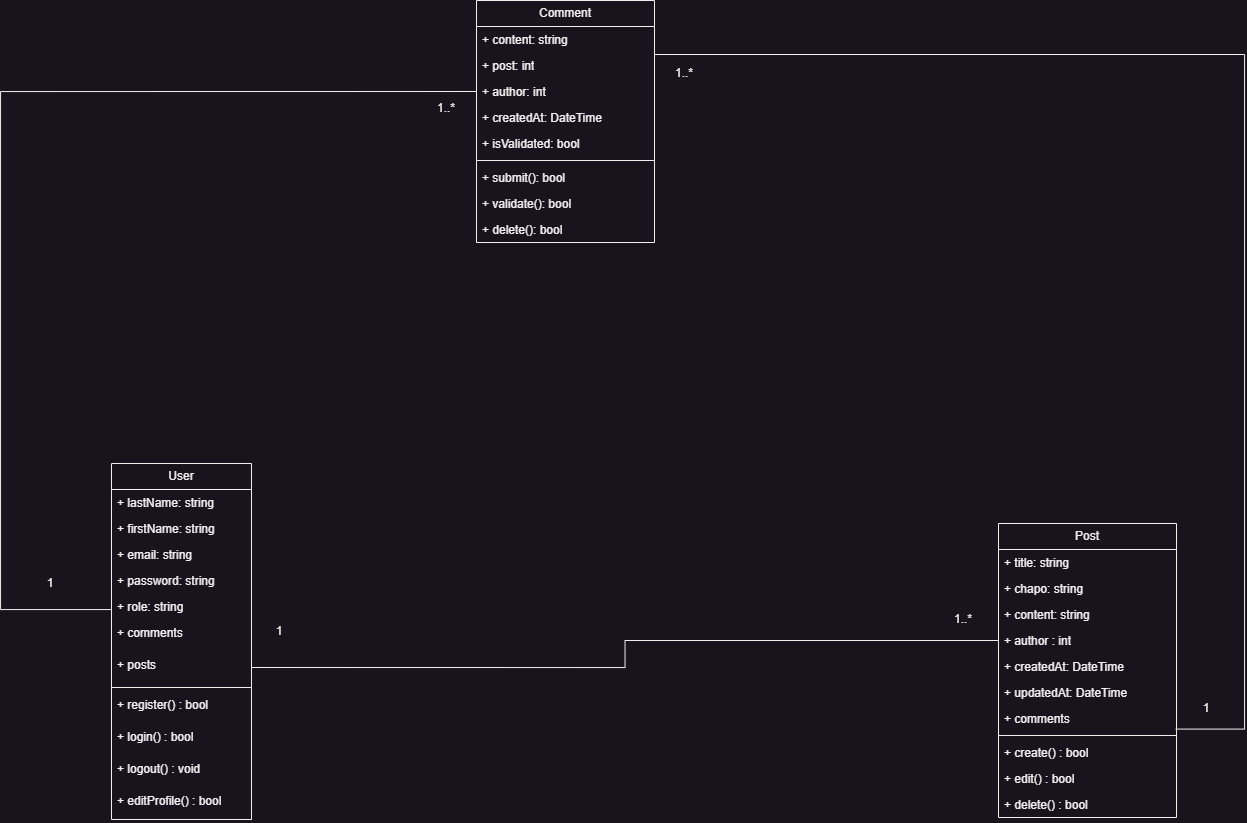 Comment
+ content: string
+ post: int
+ author: int
+ createdAt: DateTime
+ isValidated: bool
+ submit(): bool
+ validate(): bool
+ delete(): bool
1..*
1..*
User
+ lastName: string
+ firstName: string
+ email: string
+ password: string
+ role: string
+ comments
+ posts
+ register() : bool
+ login() : bool
+ logout() : void
+ editProfile() : bool
1
1
1..*
Post
+ title: string
+ chapo: string
+ content: string
+ author : int
+ createdAt: DateTime
+ updatedAt: DateTime
+ comments
+ create() : bool
+ edit() : bool
+ delete() : bool
1